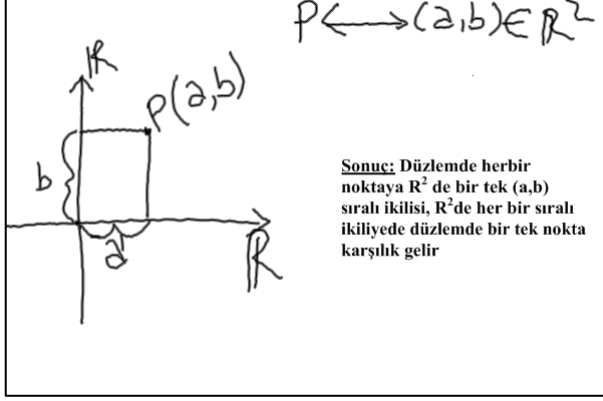 P⟷(a,b)∈ℝ²
ℝ
P(a,b)
b
a
ℝ
Sonuç: Düzlemde herbir
noktaya R² de bir tek (a,b)
sıralı ikilisi, R²de her bir sıralı
ikiliyede düzlemde bir tek nokta
karşılık gelir